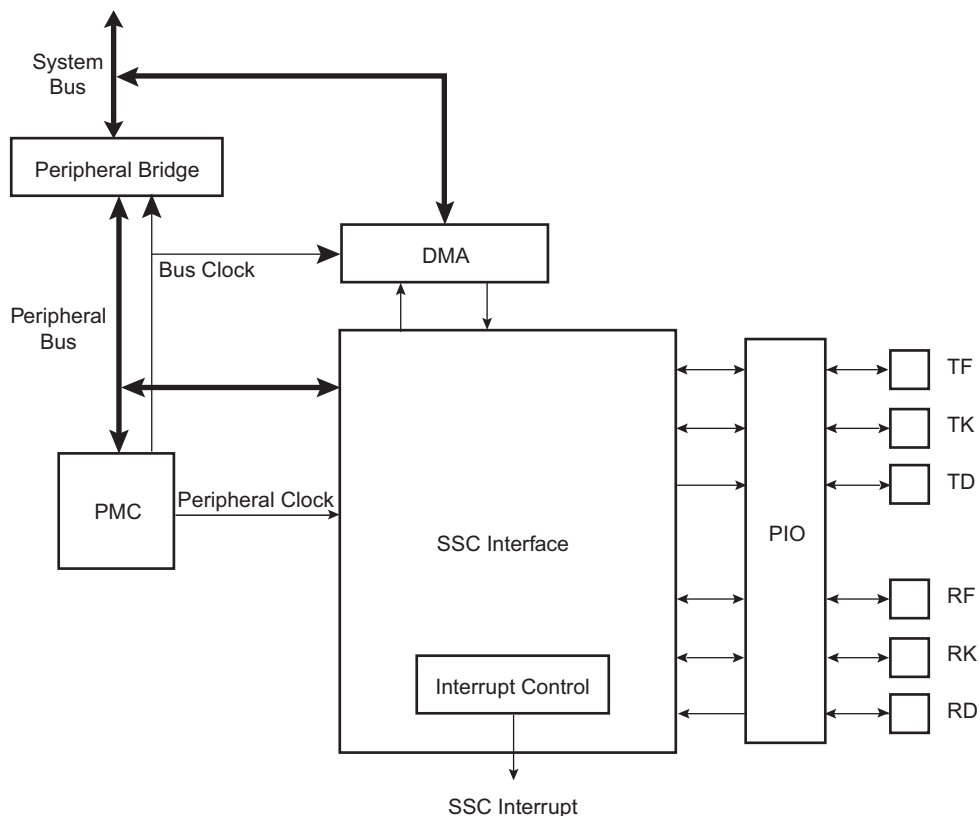 System
Bus
Peripheral Bridge
Bus Clock
DMA
Peripheral
Bus
PMC
Peripheral Clock
SSC Interface
Interrupt Control
SSC Interrupt
PIO
TF
TK
TD
RF
RK
RD